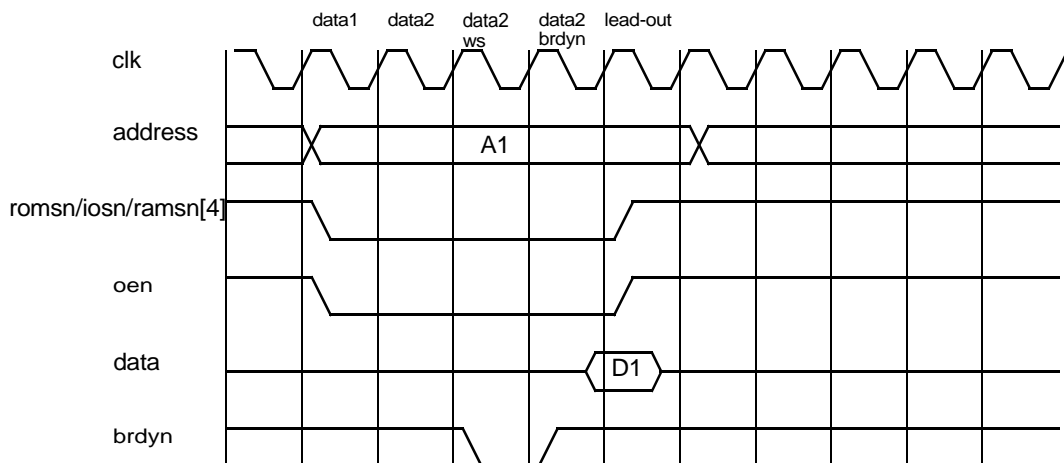 data1 data2 data2 data2 lead-out
ws brdyn
clk
address
A1
romsn/iosn/ramsn[4]
oen
data
D1
brdyn